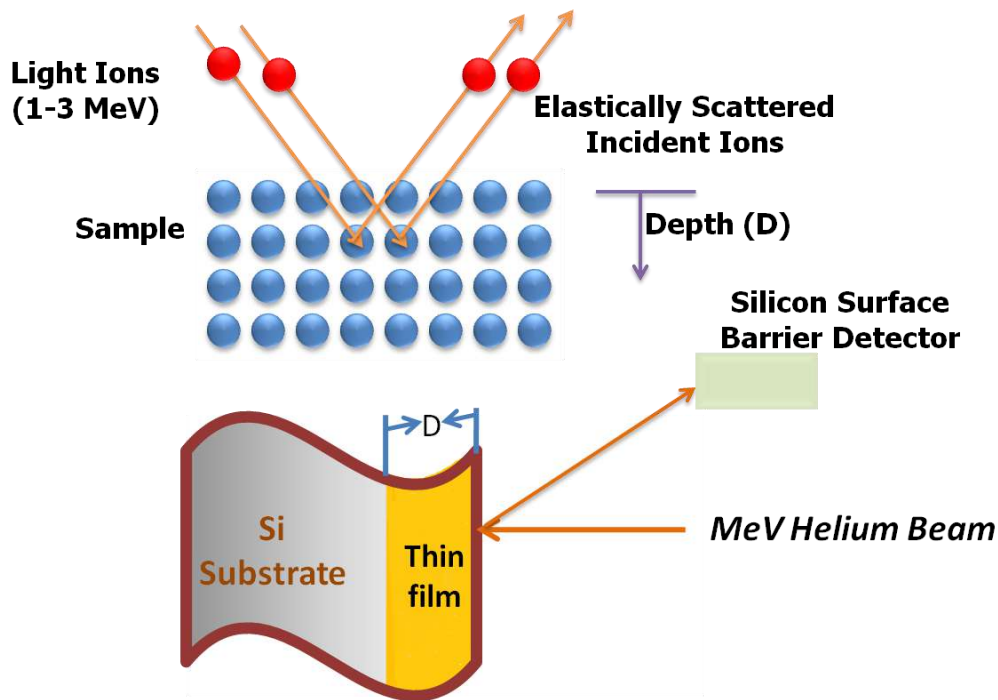 Light Ions
(1-3 MeV)
Elastically Scattered
Incident Ions
Sample
Depth (D)
Silicon Surface
Barrier Detector
D
Si
Substrate
Thin
film
MeV Helium Beam